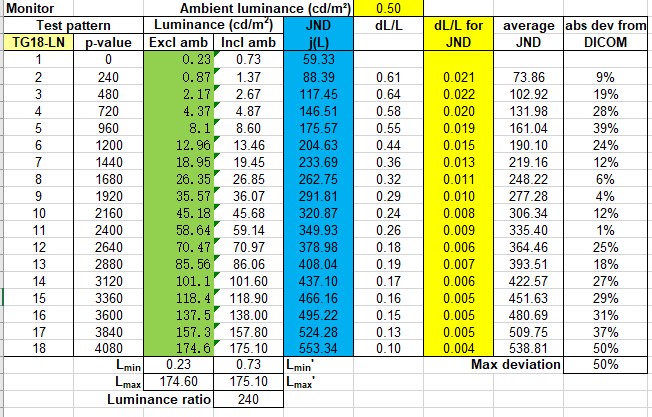 Monitor Ambient luminance (cd/m²) 0.50
Test pattern Luminance (cd/m²) JND dL/L dL/L for average abs dev from
TG18-LN p-value Excl amb Incl amb j(L) JND JND DICOM
1 0 0.23 0.73 59.33
2 240 0.87 1.37 88.39 0.61 0.021 73.86 9%
3 480 2.17 2.67 117.45 0.64 0.022 102.92 19%
4 720 4.37 4.87 146.51 0.58 0.020 131.98 28%
5 960 8.1 8.60 175.57 0.55 0.019 161.04 39%
6 1200 12.96 13.46 204.63 0.44 0.015 190.10 24%
7 1440 18.95 19.45 233.69 0.36 0.013 219.16 12%
8 1680 26.35 26.85 262.75 0.32 0.011 248.22 6%
9 1920 35.57 36.07 291.81 0.29 0.010 277.28 4%
10 2160 45.18 45.68 320.87 0.24 0.008 306.34 12%
11 2400 58.64 59.14 349.93 0.26 0.009 335.40 1%
12 2640 70.47 70.97 378.98 0.18 0.006 364.46 25%
13 2880 85.56 86.06 408.04 0.19 0.007 393.51 18%
14 3120 101.1 101.60 437.10 0.17 0.006 422.57 27%
15 3360 118.4 118.90 466.16 0.16 0.005 451.63 29%
16 3600 137.5 138.00 495.22 0.15 0.005 480.69 31%
17 3840 157.3 157.80 524.28 0.13 0.005 509.75 37%
18 4080 174.6 175.10 553.34 0.10 0.004 538.81 50%
Lmin 0.23 0.73 Lmin' Max deviation 50%
Lmax 174.60 175.10 Lmax'
Luminance ratio 240